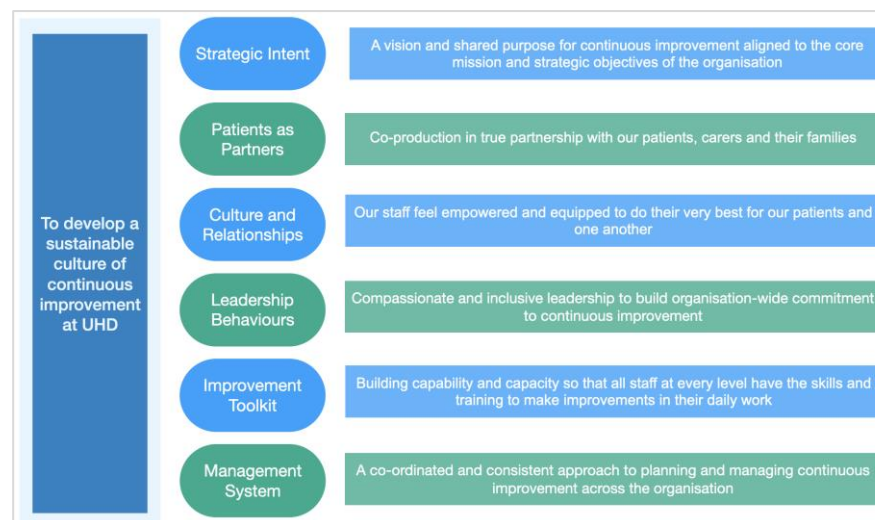 To develop a
sustainable
culture of
continuous
improvement
at UHD
Strategic Intent
A vision and shared purpose for continuous improvement aligned to the core
mission and strategic objectives of the organisation
Patients as
Partners
Co-production in true partnership with our patients, carers and their families
Culture and
Relationships
Our staff feel empowered and equipped to do their very best for our patients and
one another
Leadership
Behaviours
Compassionate and inclusive leadership to build organisation-wide commitment
to continuous improvement
Improvement
Toolkit
Building capability and capacity so that all staff at every level have the skills and
training to make improvements in their daily work
Management
System
A co-ordinated and consistent approach to planning and managing continuous
improvement across the organisation